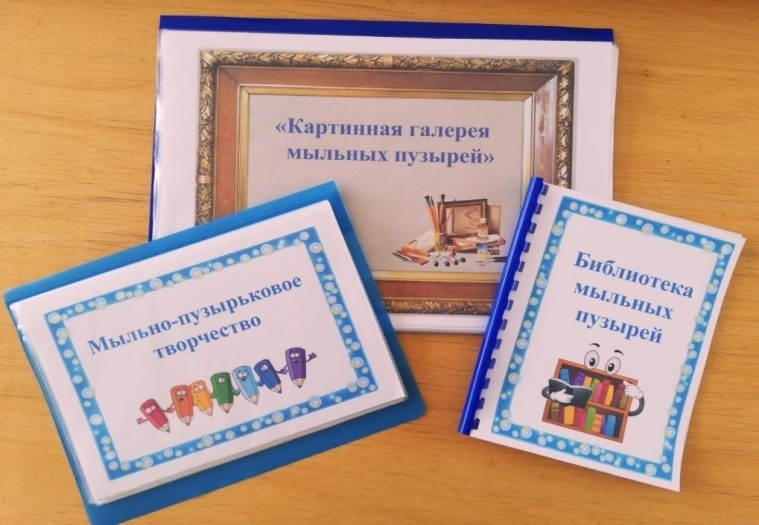 «Картинная галерея
мыльных пузырей»
Мыльно-пузырьковое
творчество
Библиотека
мыльных
пузырей